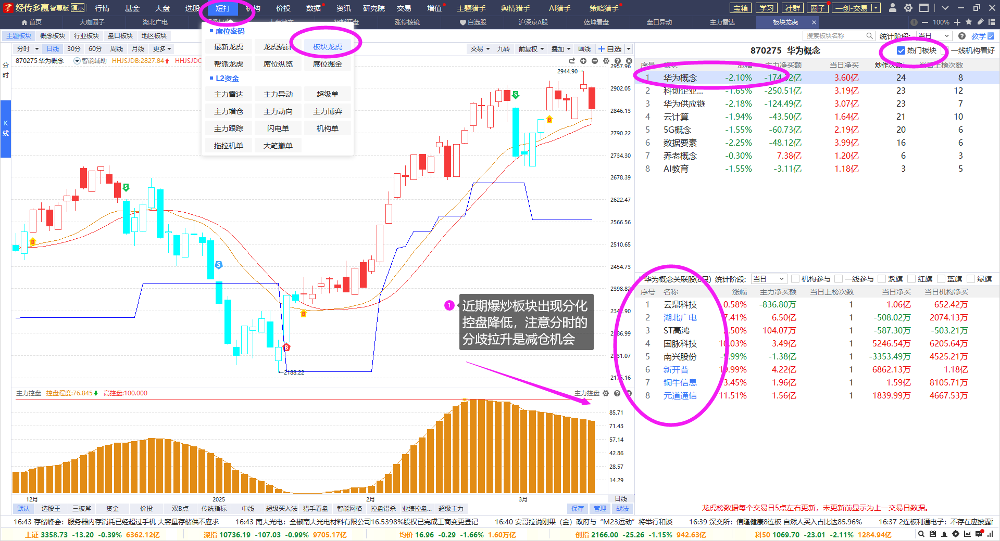 经传多赢 智尊版 演示 行情 基金 大盘 选股 短打 机构 价投 数据 资讯 研究院 交易 增值 主题猎手 舆情猎手 AI猎手 策略猎手 宝箱 学习 社群 圈子 一创-交易
首页 大咖圈子 湖北广电 涨停棱镜 自选股 沪深京A股 乾坤看盘 盘口异动 主力雷达 板块龙虎 100%
主题板块 概念板块 行业板块 盘口板块 地区板块 搜索板块名称 统计阶段: 当日 教学
席位密码
最新龙虎 龙虎统计 板块龙虎
帮派龙虎 席位纵览 席位掘金
L2资金
主力雷达 主力异动 超级单
主力增仓 主力动向 主力博弈
主力跟踪 闪电单 机构单
拖拉机单 大笔撤单
分时 日线 30分 60分 周线 月线 更多 交易 九转 前复权 叠加 画线 自选
870275 华为概念 智能辅助 HHJSJDB:2827.84
分时
K线
2944.90
2957.96
2902.05
2846.13
2790.22
2734.30
2678.39
2622.47
2566.56
2510.65
2454.73
2398.82
2188.22
1
近期爆炒板块出现分化
控盘降低，注意分时的
分歧拉升是减仓机会
主力控盘 控盘程度:76.845 高控盘:100.000 主力控盘
85.71
71.43
57.14
42.86
28.57
14.29
12月 2025 2月 3月 日线
默认 选股王 三板斧 资金 价投 双B点 传统指标 中线 超级买入法 猎手看盘 智能网格 控盘错杀 业绩控盘... 超级主力 保存 管理 战法
870275 华为概念 热门板块 一线机构看好
序号 板块 涨幅 主力净买额 当日净买 炒作次数 当日上榜次数
1 华为概念 -2.10% 3.60亿 24 8
2 科创企业... -1.65% -250.51亿 3.19亿 23 12
3 华为供应链 -2.18% -124.49亿 3.07亿 23 7
4 云计算 -1.94% -43.50亿 1.64亿 21 10
5 5G概念 -1.55% -60.73亿 2.19亿 20 6
6 数据要素 -2.25% -48.12亿 3.99亿 16 6
7 养老概念 -0.30% 7.38亿 1.20亿 6 3
8 AI教育 -1.55% -3.11亿 1.18亿 3 5
华为概念关联股(8只) 统计阶段: 当日 机构参与 一线参与 紫旗 红旗 蓝旗 绿旗
序号 名称 涨幅 主力净买额 当日上榜次数 当日净买 当日机构净买
1 云鼎科技 0.58% -836.80万 1 1.06亿 652.42万
2 湖北广电 7.41% 6.50亿 1 -508.02万 2074.13万
3 ST高鸿 104.07万 1 -587.30万 -503.21万
4 国脉科技 10.03% 3.49亿 1 5246.54万 6205.64万
5 南兴股份 -9.99% -1.38亿 1 -3353.49万 4525.21万
6 新开普 19.99% 4.22亿 1 6862.13万 1.18亿
7 铜牛信息 3.45% 1.96亿 1 1.59亿 8105.71万
8 元道通信 11.51% 1.56亿 1 1839.99万 4667.53万
龙虎榜数据每个交易日5点左右更新，未更新前显示为上一交易日数据。
16:43 存储峰会：服务器内存消耗已经超过手机 大容量存储供不应求 16:43 南大光电：全椒南大光电材料有限公司16.5398%股权已完成工商变更登记 16:40 安哥拉说刚果（金）政府与“M23运动”将举行和谈 16:39 深交所：信隆健康8连板 自然人买入占比达85.96% 16:37 2连板利通电子：不存在应披露而
上证 3358.73 -13.20 -0.39% 6362.12亿 深指 10736.19 -107.03 -0.99% 9705.17亿 均价 16.96 -0.29 -1.66% 1.60万亿 创指 2166.00 -25.26 -1.15% 942.63亿 科50 1069.70 -23.01 -2.11% 1284.94亿